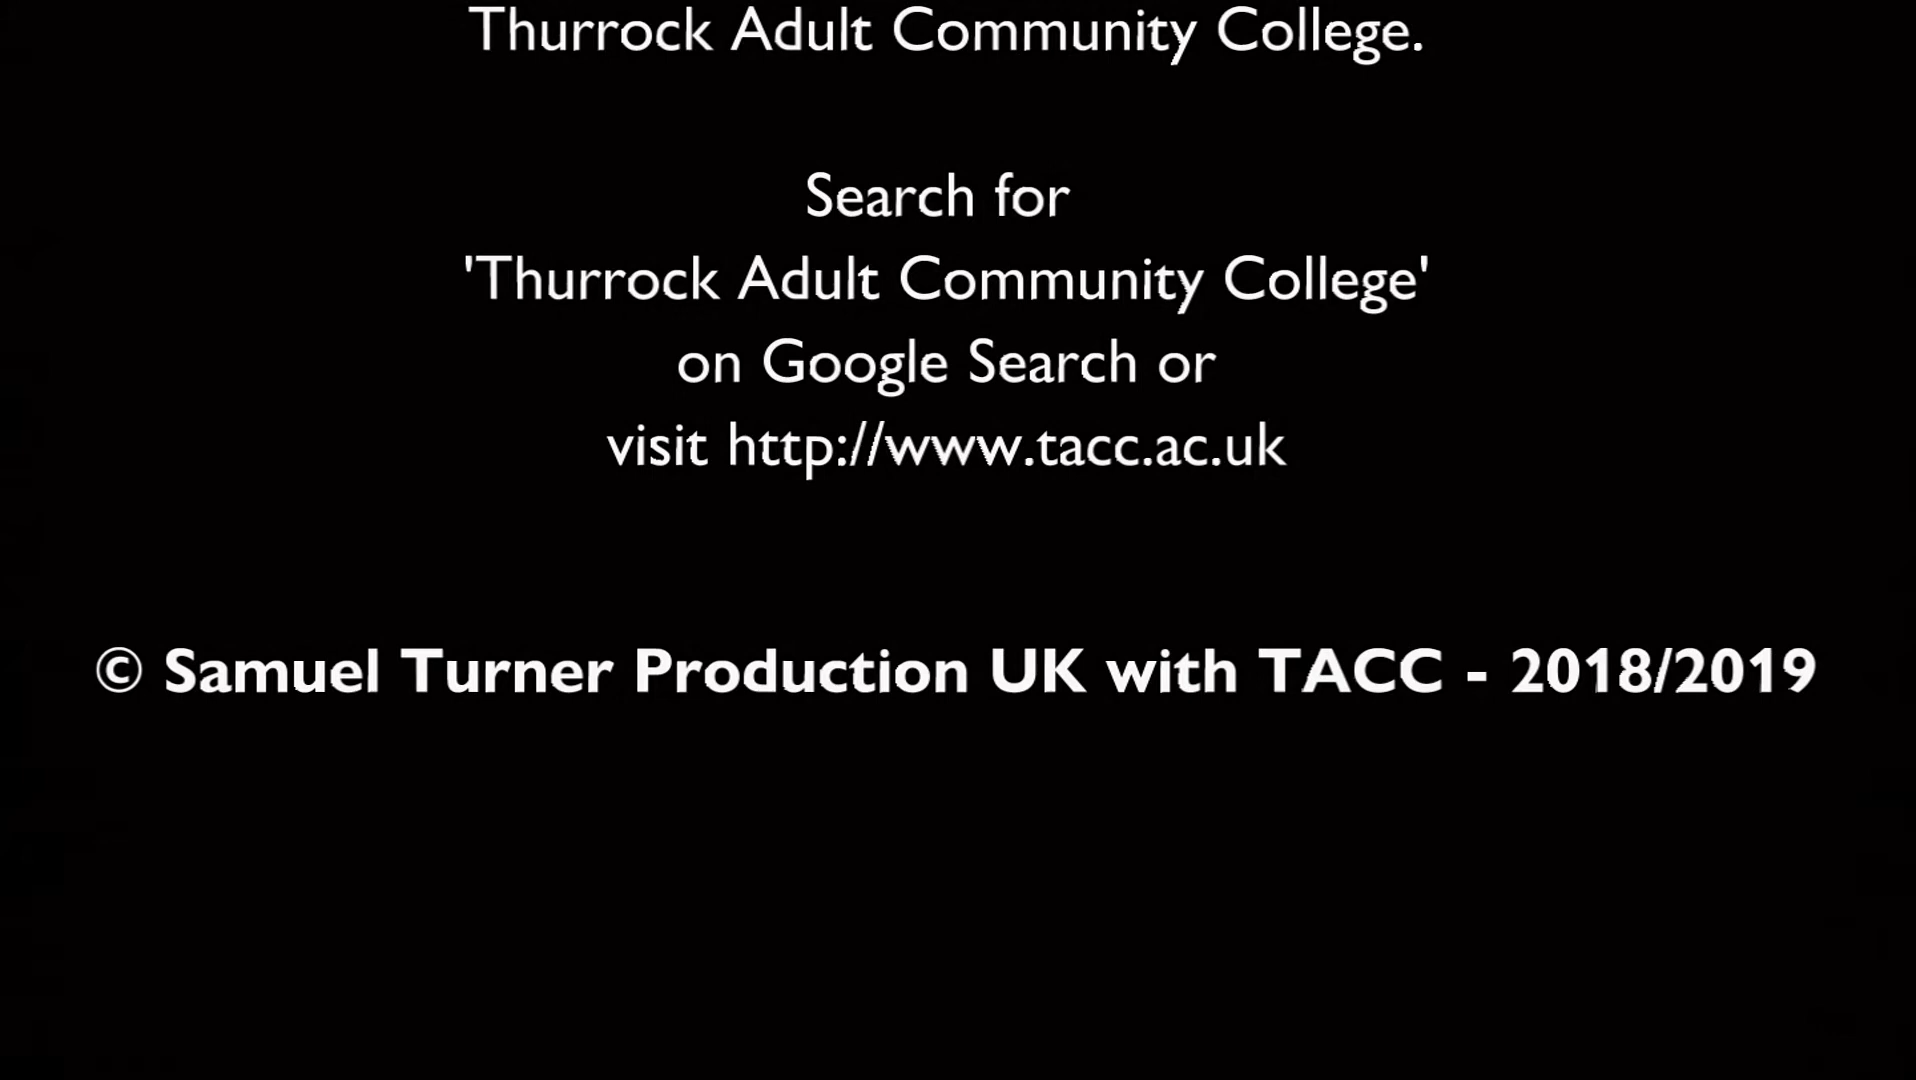 Thurrock Adult Community College.
Search for
'Thurrock Adult Community College'
on Google Search or
visit http://www.tacc.ac.uk
© Samuel Turner Production UK with TACC - 2018/2019